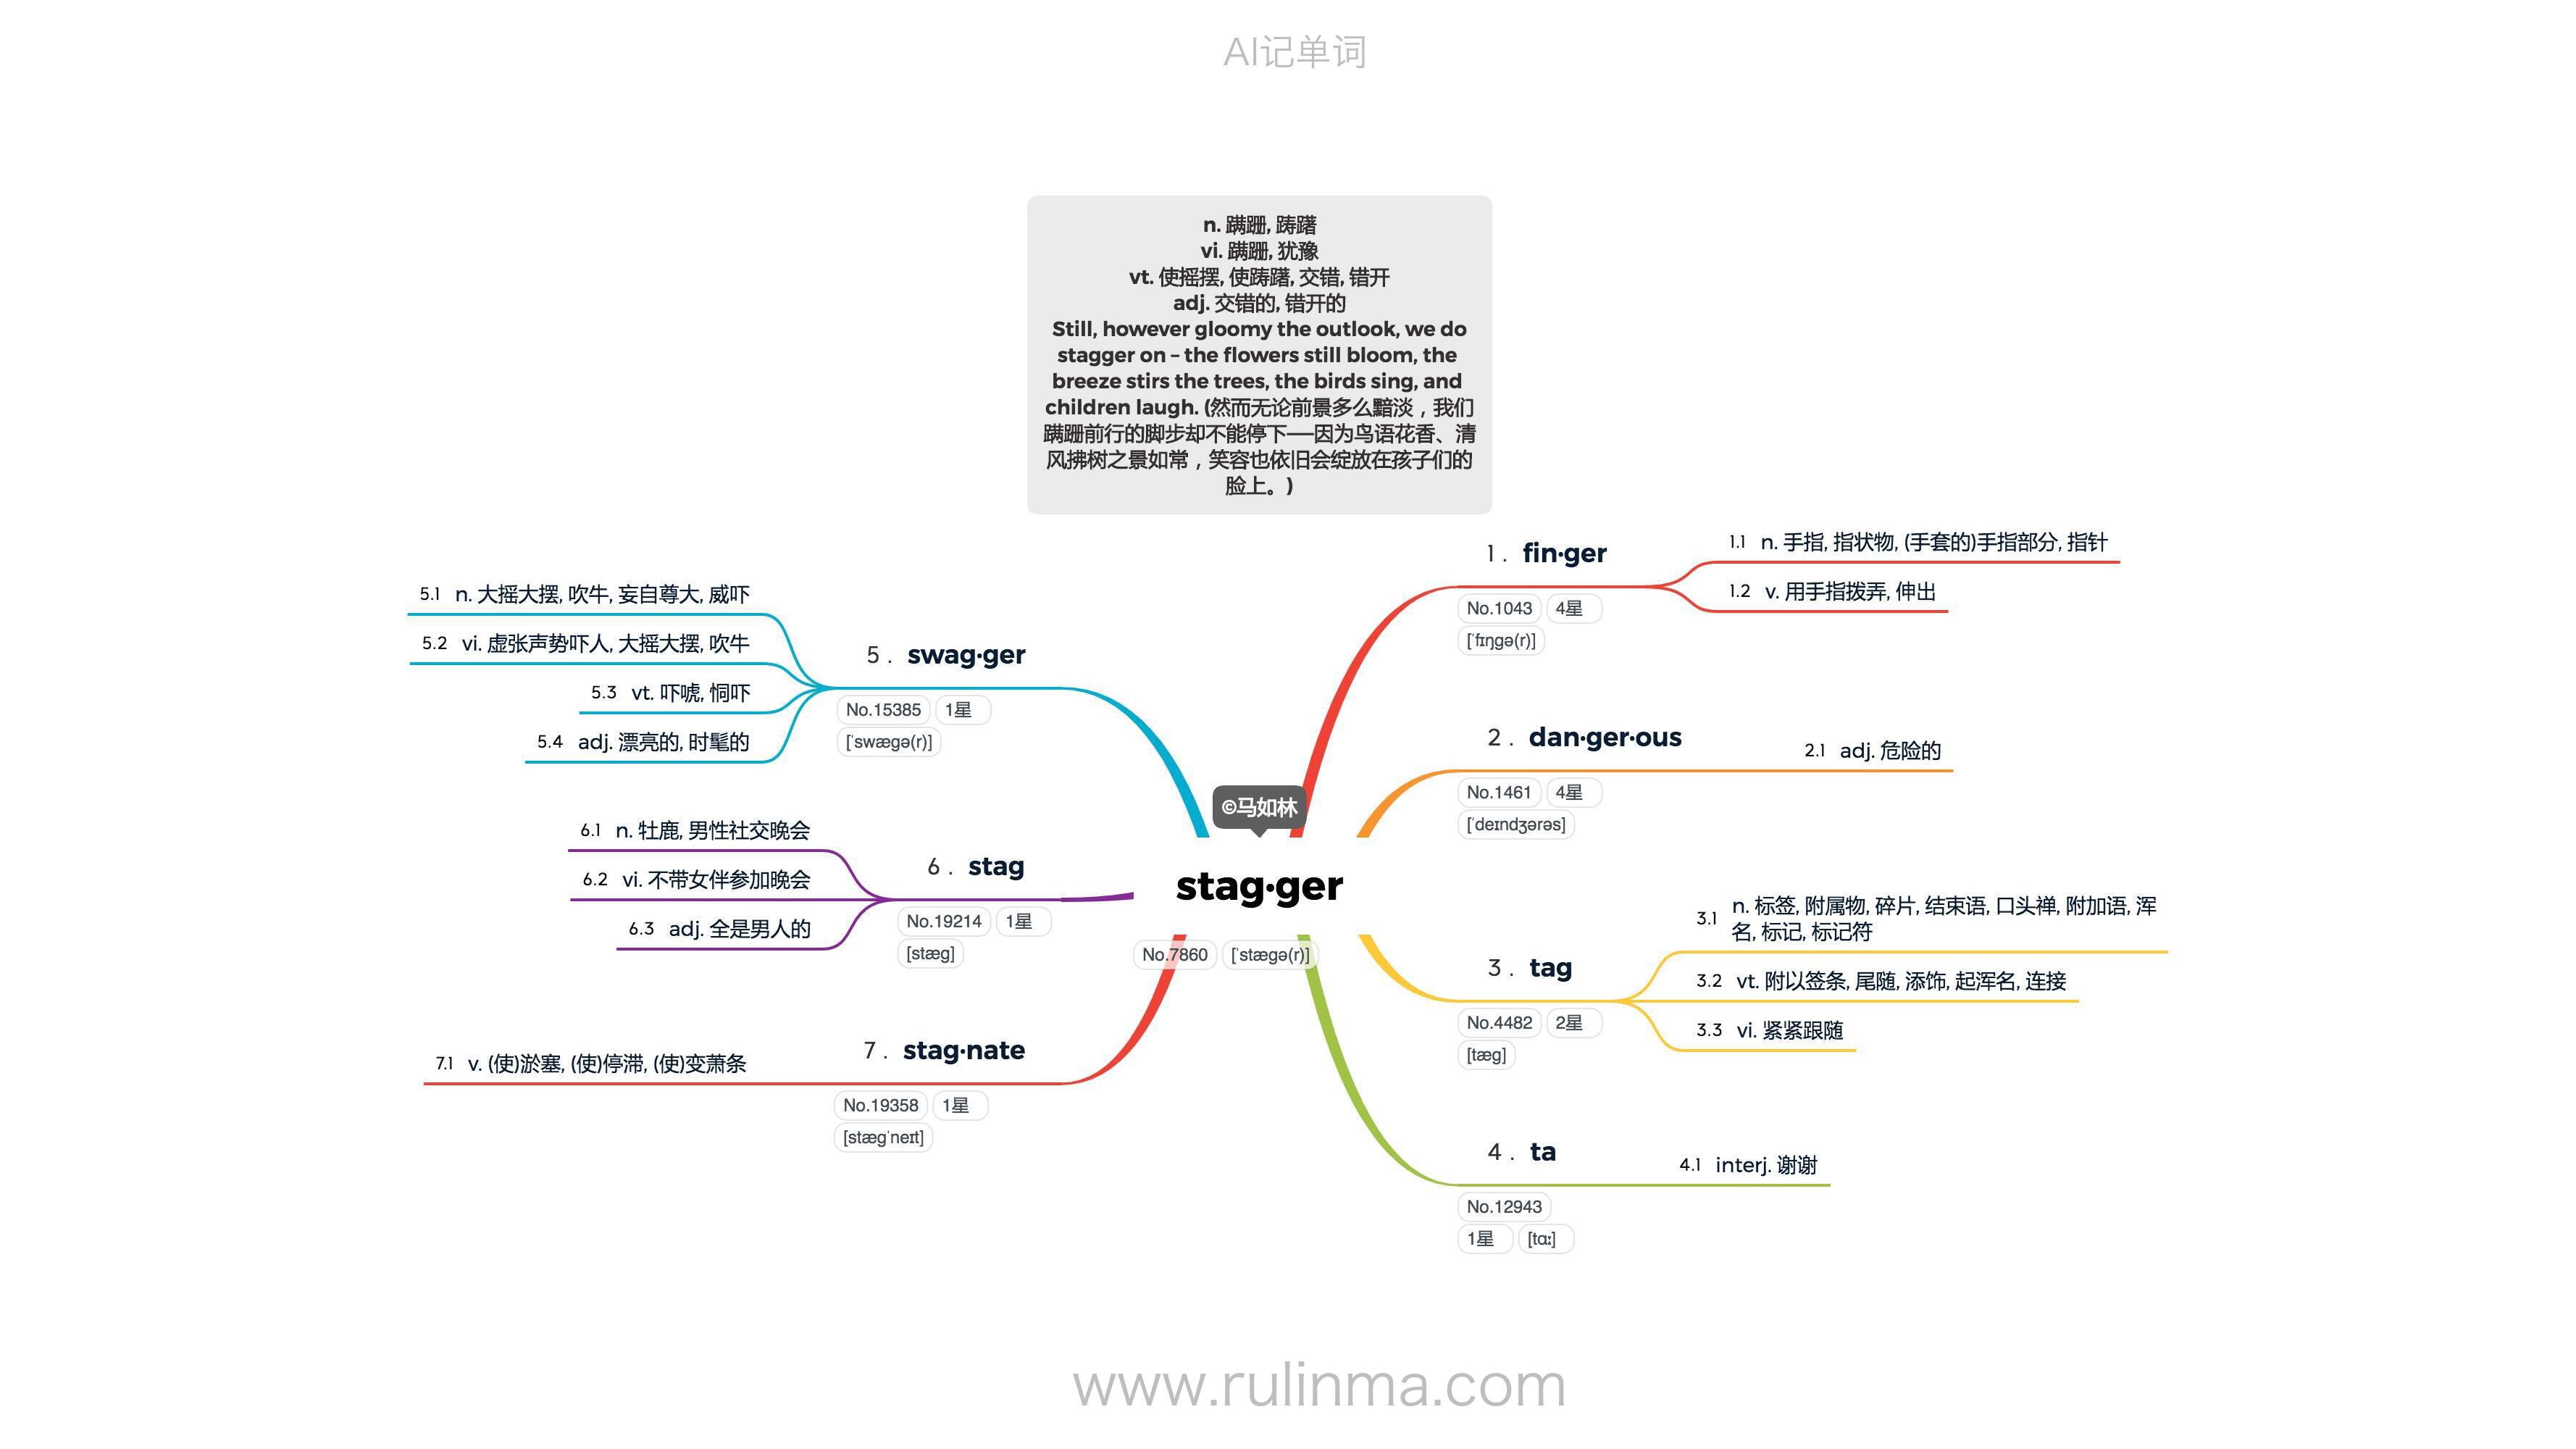 AI记单词
n. 蹒跚, 踌躇
vi. 蹒跚, 犹豫
vt. 使摇摆, 使踌躇, 交错, 错开
adj. 交错的, 错开的
Still, however gloomy the outlook, we do
stagger on – the flowers still bloom, the
breeze stirs the trees, the birds sing, and
children laugh. (然而无论前景多么黯淡，我们
蹒跚前行的脚步却不能停下──因为鸟语花香、清
风拂树之景如常，笑容也依旧会绽放在孩子们的
脸上。)
©马如林
stag·ger
No.7860 [ˈstægə(r)]
1. fin·ger
No.1043 4星
[ˈfɪŋgə(r)]
1.1 n. 手指, 指状物, (手套的)手指部分, 指针
1.2 v. 用手指拨弄, 伸出
2. dan·ger·ous
No.1461 4星
[ˈdeɪndʒərəs]
2.1 adj. 危险的
3. tag
No.4482 2星
[tæg]
3.1 n. 标签, 附属物, 碎片, 结束语, 口头禅, 附加语, 浑
名, 标记, 标记符
3.2 vt. 附以签条, 尾随, 添饰, 起浑名, 连接
3.3 vi. 紧紧跟随
4. ta
No.12943
1星 [tɑː]
4.1 interj. 谢谢
5. swag·ger
No.15385 1星
[ˈswægə(r)]
5.1 n. 大摇大摆, 吹牛, 妄自尊大, 威吓
5.2 vi. 虚张声势吓人, 大摇大摆, 吹牛
5.3 vt. 吓唬, 恫吓
5.4 adj. 漂亮的, 时髦的
6. stag
No.19214 1星
[stæg]
6.1 n. 牡鹿, 男性社交晚会
6.2 vi. 不带女伴参加晚会
6.3 adj. 全是男人的
7. stag·nate
No.19358 1星
[stægˈneɪt]
7.1 v. (使)淤塞, (使)停滞, (使)变萧条
www.rulinma.com